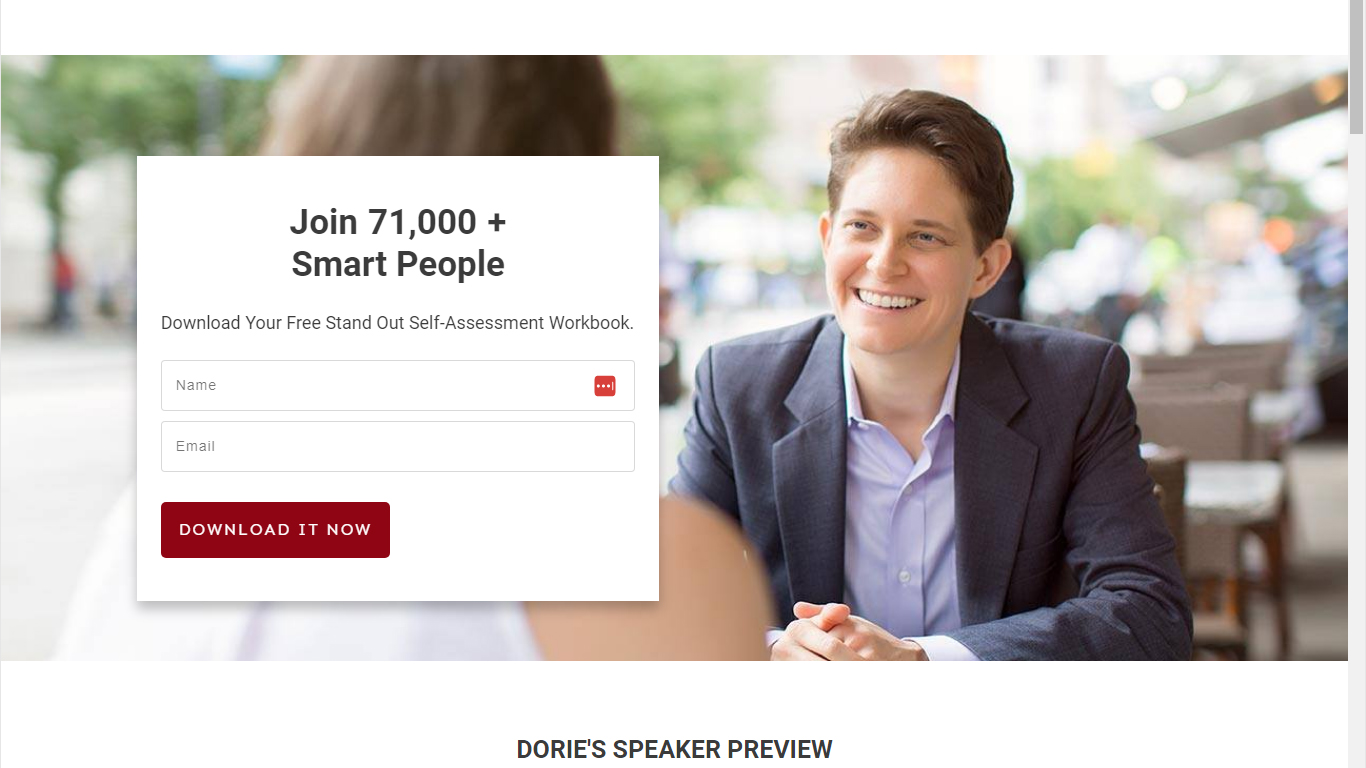 Join 71,000 +
Smart People
Download Your Free Stand Out Self-Assessment Workbook.
Name
Email
DOWNLOAD IT NOW
DORIE'S SPEAKER PREVIEW